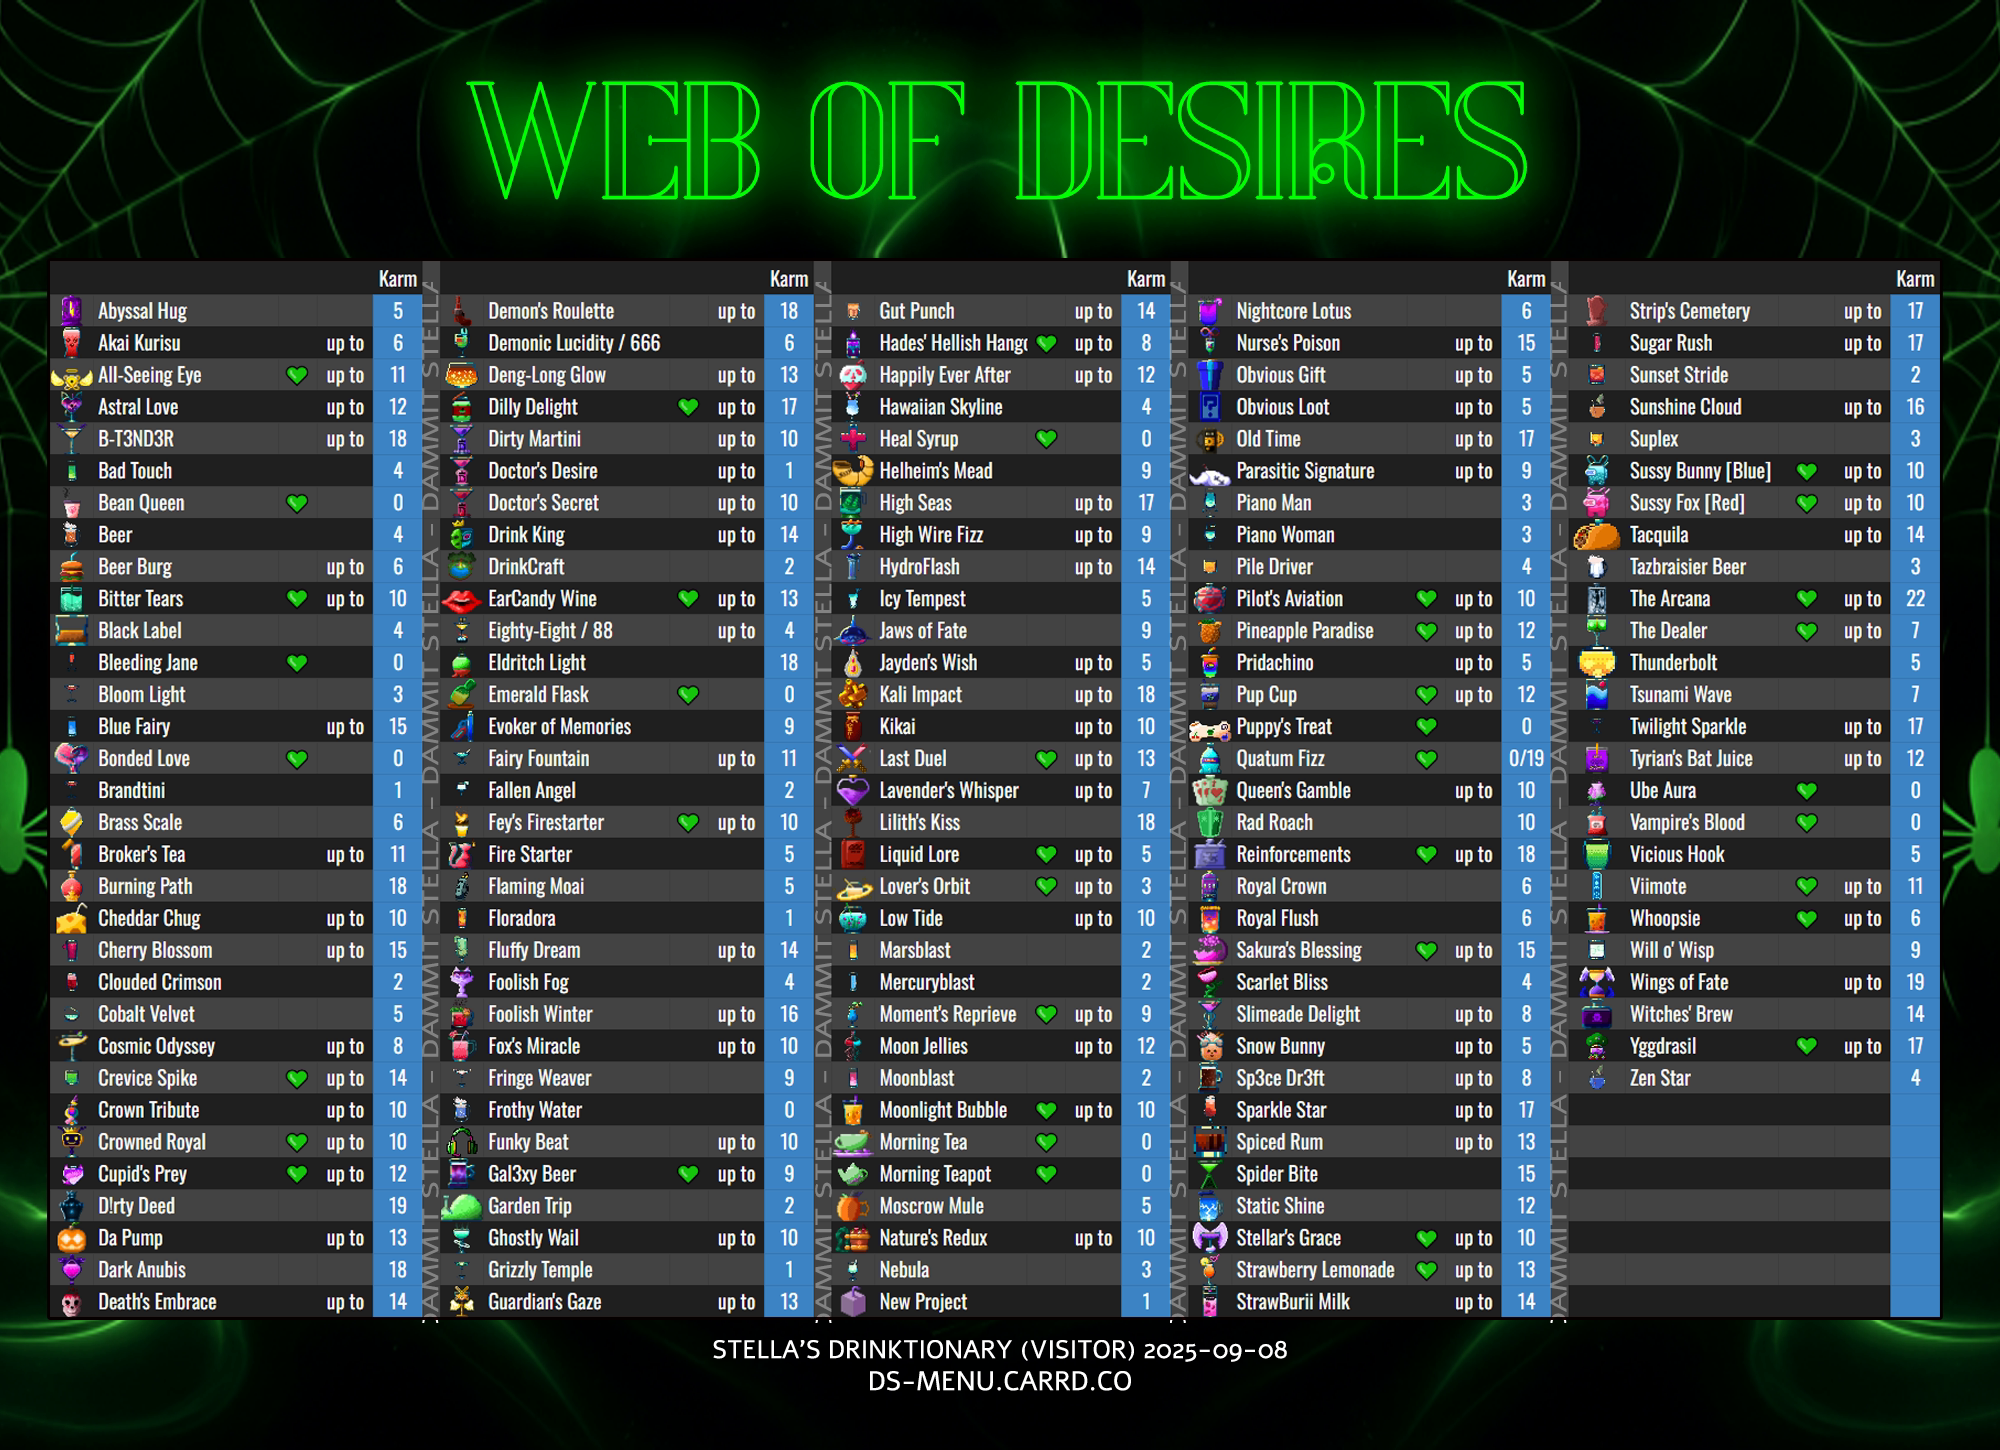 WEB OF DESIRES
Karm
Abyssal Hug 5
Akai Kurisu up to 6
All-Seeing Eye up to 11
Astral Love up to 12
B-T3ND3R up to 18
Bad Touch 4
Bean Queen 0
Beer 4
Beer Burg up to 6
Bitter Tears up to 10
Black Label 4
Bleeding Jane 0
Bloom Light 3
Blue Fairy up to 15
Bonded Love 0
Brandtini 1
Brass Scale 6
Broker's Tea up to 11
Burning Path 18
Cheddar Chug up to 10
Cherry Blossom up to 15
Clouded Crimson 2
Cobalt Velvet 5
Cosmic Odyssey up to 8
Crevice Spike up to 14
Crown Tribute up to 10
Crowned Royal up to 10
Cupid's Prey up to 12
D!rty Deed 19
Da Pump up to 13
Dark Anubis 18
Death's Embrace up to 14
Karm
Demon's Roulette up to 18
Demonic Lucidity / 666 6
Deng-Long Glow up to 13
Dilly Delight up to 17
Dirty Martini up to 10
Doctor's Desire up to 1
Doctor's Secret up to 10
Drink King up to 14
DrinkCraft 2
EarCandy Wine up to 13
Eighty-Eight / 88 up to 4
Eldritch Light 18
Emerald Flask 0
Evoker of Memories 9
Fairy Fountain up to 11
Fallen Angel 2
Fey's Firestarter up to 10
Fire Starter 5
Flaming Moai 5
Floradora 1
Fluffy Dream up to 14
Foolish Fog 4
Foolish Winter up to 16
Fox's Miracle up to 10
Fringe Weaver 9
Frothy Water 0
Funky Beat up to 10
Gal3xy Beer up to 9
Garden Trip 2
Ghostly Wail up to 10
Grizzly Temple 1
Guardian's Gaze up to 13
Karm
Gut Punch up to 14
Hades' Hellish Hang up to 8
Happily Ever After up to 12
Hawaiian Skyline 4
Heal Syrup 0
Helheim's Mead 9
High Seas up to 17
High Wire Fizz up to 9
HydroFlash up to 14
Icy Tempest 5
Jaws of Fate 9
Jayden's Wish up to 5
Kali Impact up to 18
Kikai up to 10
Last Duel up to 13
Lavender's Whisper up to 7
Lilith's Kiss 18
Liquid Lore up to 5
Lover's Orbit up to 3
Low Tide up to 10
Marsblast 2
Mercuryblast 2
Moment's Reprieve up to 9
Moon Jellies up to 12
Moonblast 2
Moonlight Bubble up to 10
Morning Tea 0
Morning Teapot 0
Moscrow Mule 5
Nature's Redux up to 10
Nebula 3
New Project 1
Karm
Nightcore Lotus 6
Nurse's Poison up to 15
Obvious Gift up to 5
Obvious Loot up to 5
Old Time up to 17
Parasitic Signature up to 9
Piano Man 3
Piano Woman 3
Pile Driver 4
Pilot's Aviation up to 10
Pineapple Paradise up to 12
Pridachino up to 5
Pup Cup up to 12
Puppy's Treat 0
Quatum Fizz 0/19
Queen's Gamble up to 10
Rad Roach 10
Reinforcements up to 18
Royal Crown 6
Royal Flush 6
Sakura's Blessing up to 15
Scarlet Bliss 4
Slimeade Delight up to 8
Snow Bunny up to 5
Sp3ce Dr3ft up to 8
Sparkle Star up to 17
Spiced Rum up to 13
Spider Bite 15
Static Shine 12
Stellar's Grace up to 10
Strawberry Lemonade up to 13
StrawBurii Milk up to 14
Karm
Strip's Cemetery up to 17
Sugar Rush up to 17
Sunset Stride 2
Sunshine Cloud up to 16
Suplex 3
Sussy Bunny [Blue] up to 10
Sussy Fox [Red] up to 10
Tacquila up to 14
Tazbraisier Beer 3
The Arcana up to 22
The Dealer up to 7
Thunderbolt 5
Tsunami Wave 7
Twilight Sparkle up to 17
Tyrian's Bat Juice up to 12
Ube Aura 0
Vampire's Blood 0
Vicious Hook 5
Viimote up to 11
Whoopsie up to 6
Will o' Wisp 9
Wings of Fate up to 19
Witches' Brew 14
Yggdrasil up to 17
Zen Star 4
DAMMIT STELLA - DAMMIT STELLA - DAMMIT STELLA - DAMMIT STELLA
DAMMIT STELLA - DAMMIT STELLA - DAMMIT STELLA - DAMMIT STELLA
DAMMIT STELLA - DAMMIT STELLA - DAMMIT STELLA - DAMMIT STELLA
DAMMIT STELLA - DAMMIT STELLA - DAMMIT STELLA - DAMMIT STELLA
STELLA'S DRINKTIONARY (VISITOR) 2025-09-08
DS-MENU.CARRD.CO